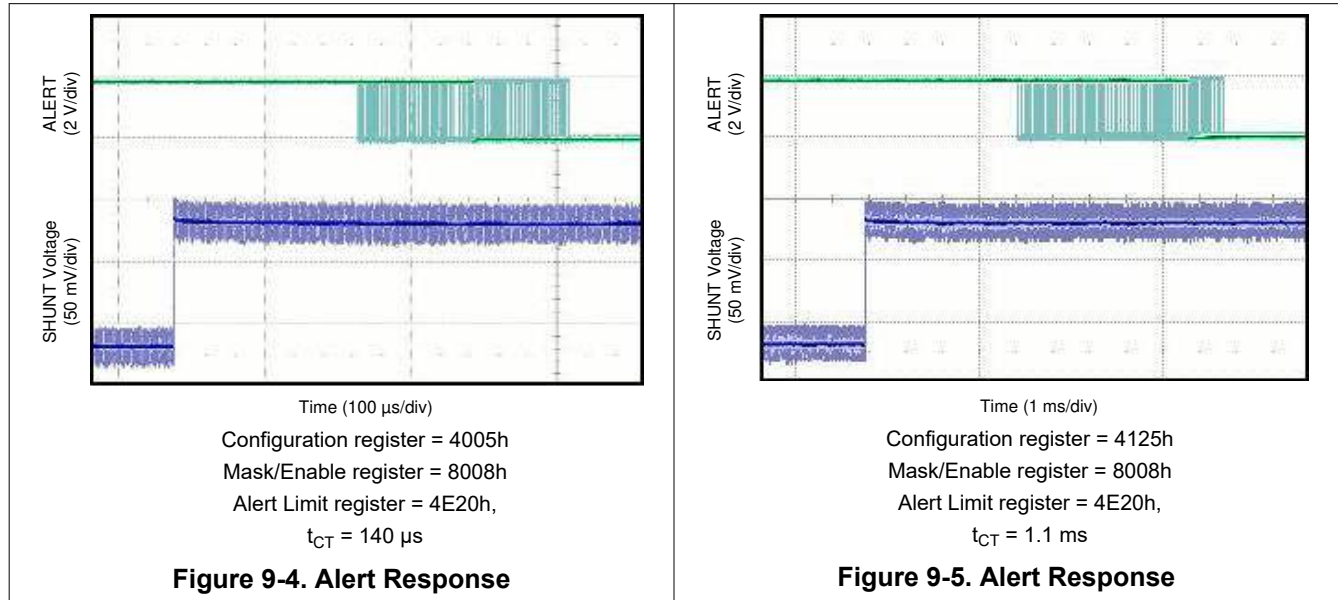 ALERT
(2 V/div)
SHUNT Voltage
(50 mV/div)
Time (100 µs/div)
Configuration register = 4005h
Mask/Enable register = 8008h
Alert Limit register = 4E20h,
tCT = 140 µs
Figure 9-4. Alert Response
ALERT
(2 V/div)
SHUNT Voltage
(50 mV/div)
Time (1 ms/div)
Configuration register = 4125h
Mask/Enable register = 8008h
Alert Limit register = 4E20h,
tCT = 1.1 ms
Figure 9-5. Alert Response